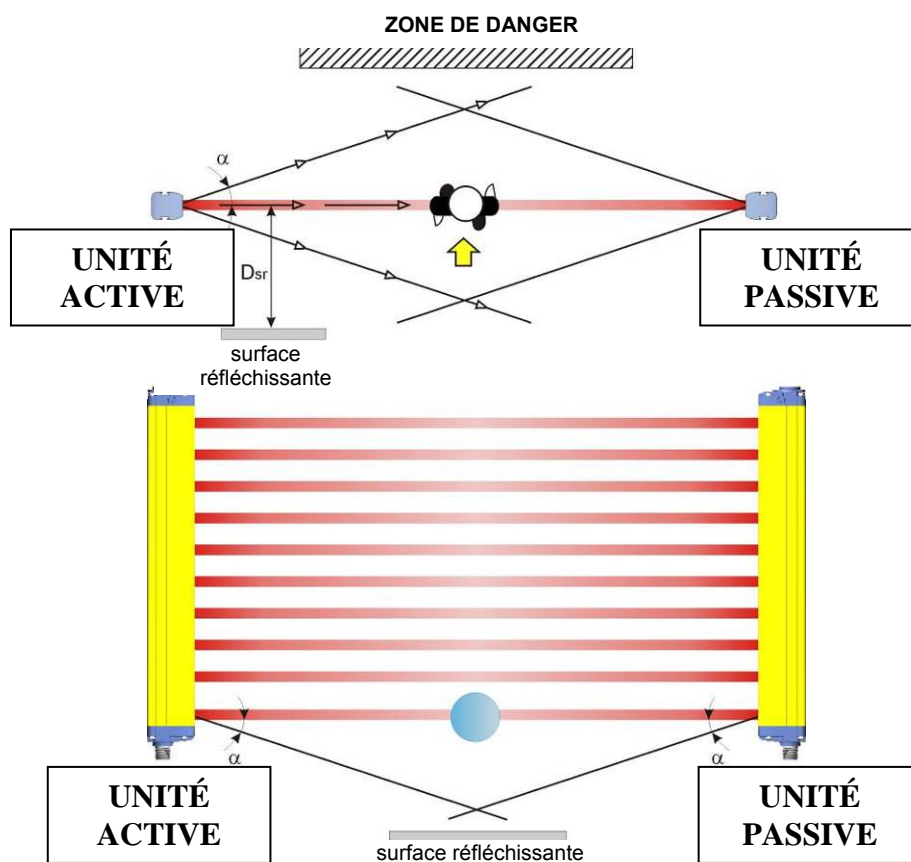 ZONE DE DANGER
α
UNITÉ
ACTIVE
Dsr
UNITÉ
PASSIVE
surface
réfléchissante
α
α
UNITÉ
ACTIVE
UNITÉ
PASSIVE
surface réfléchissante